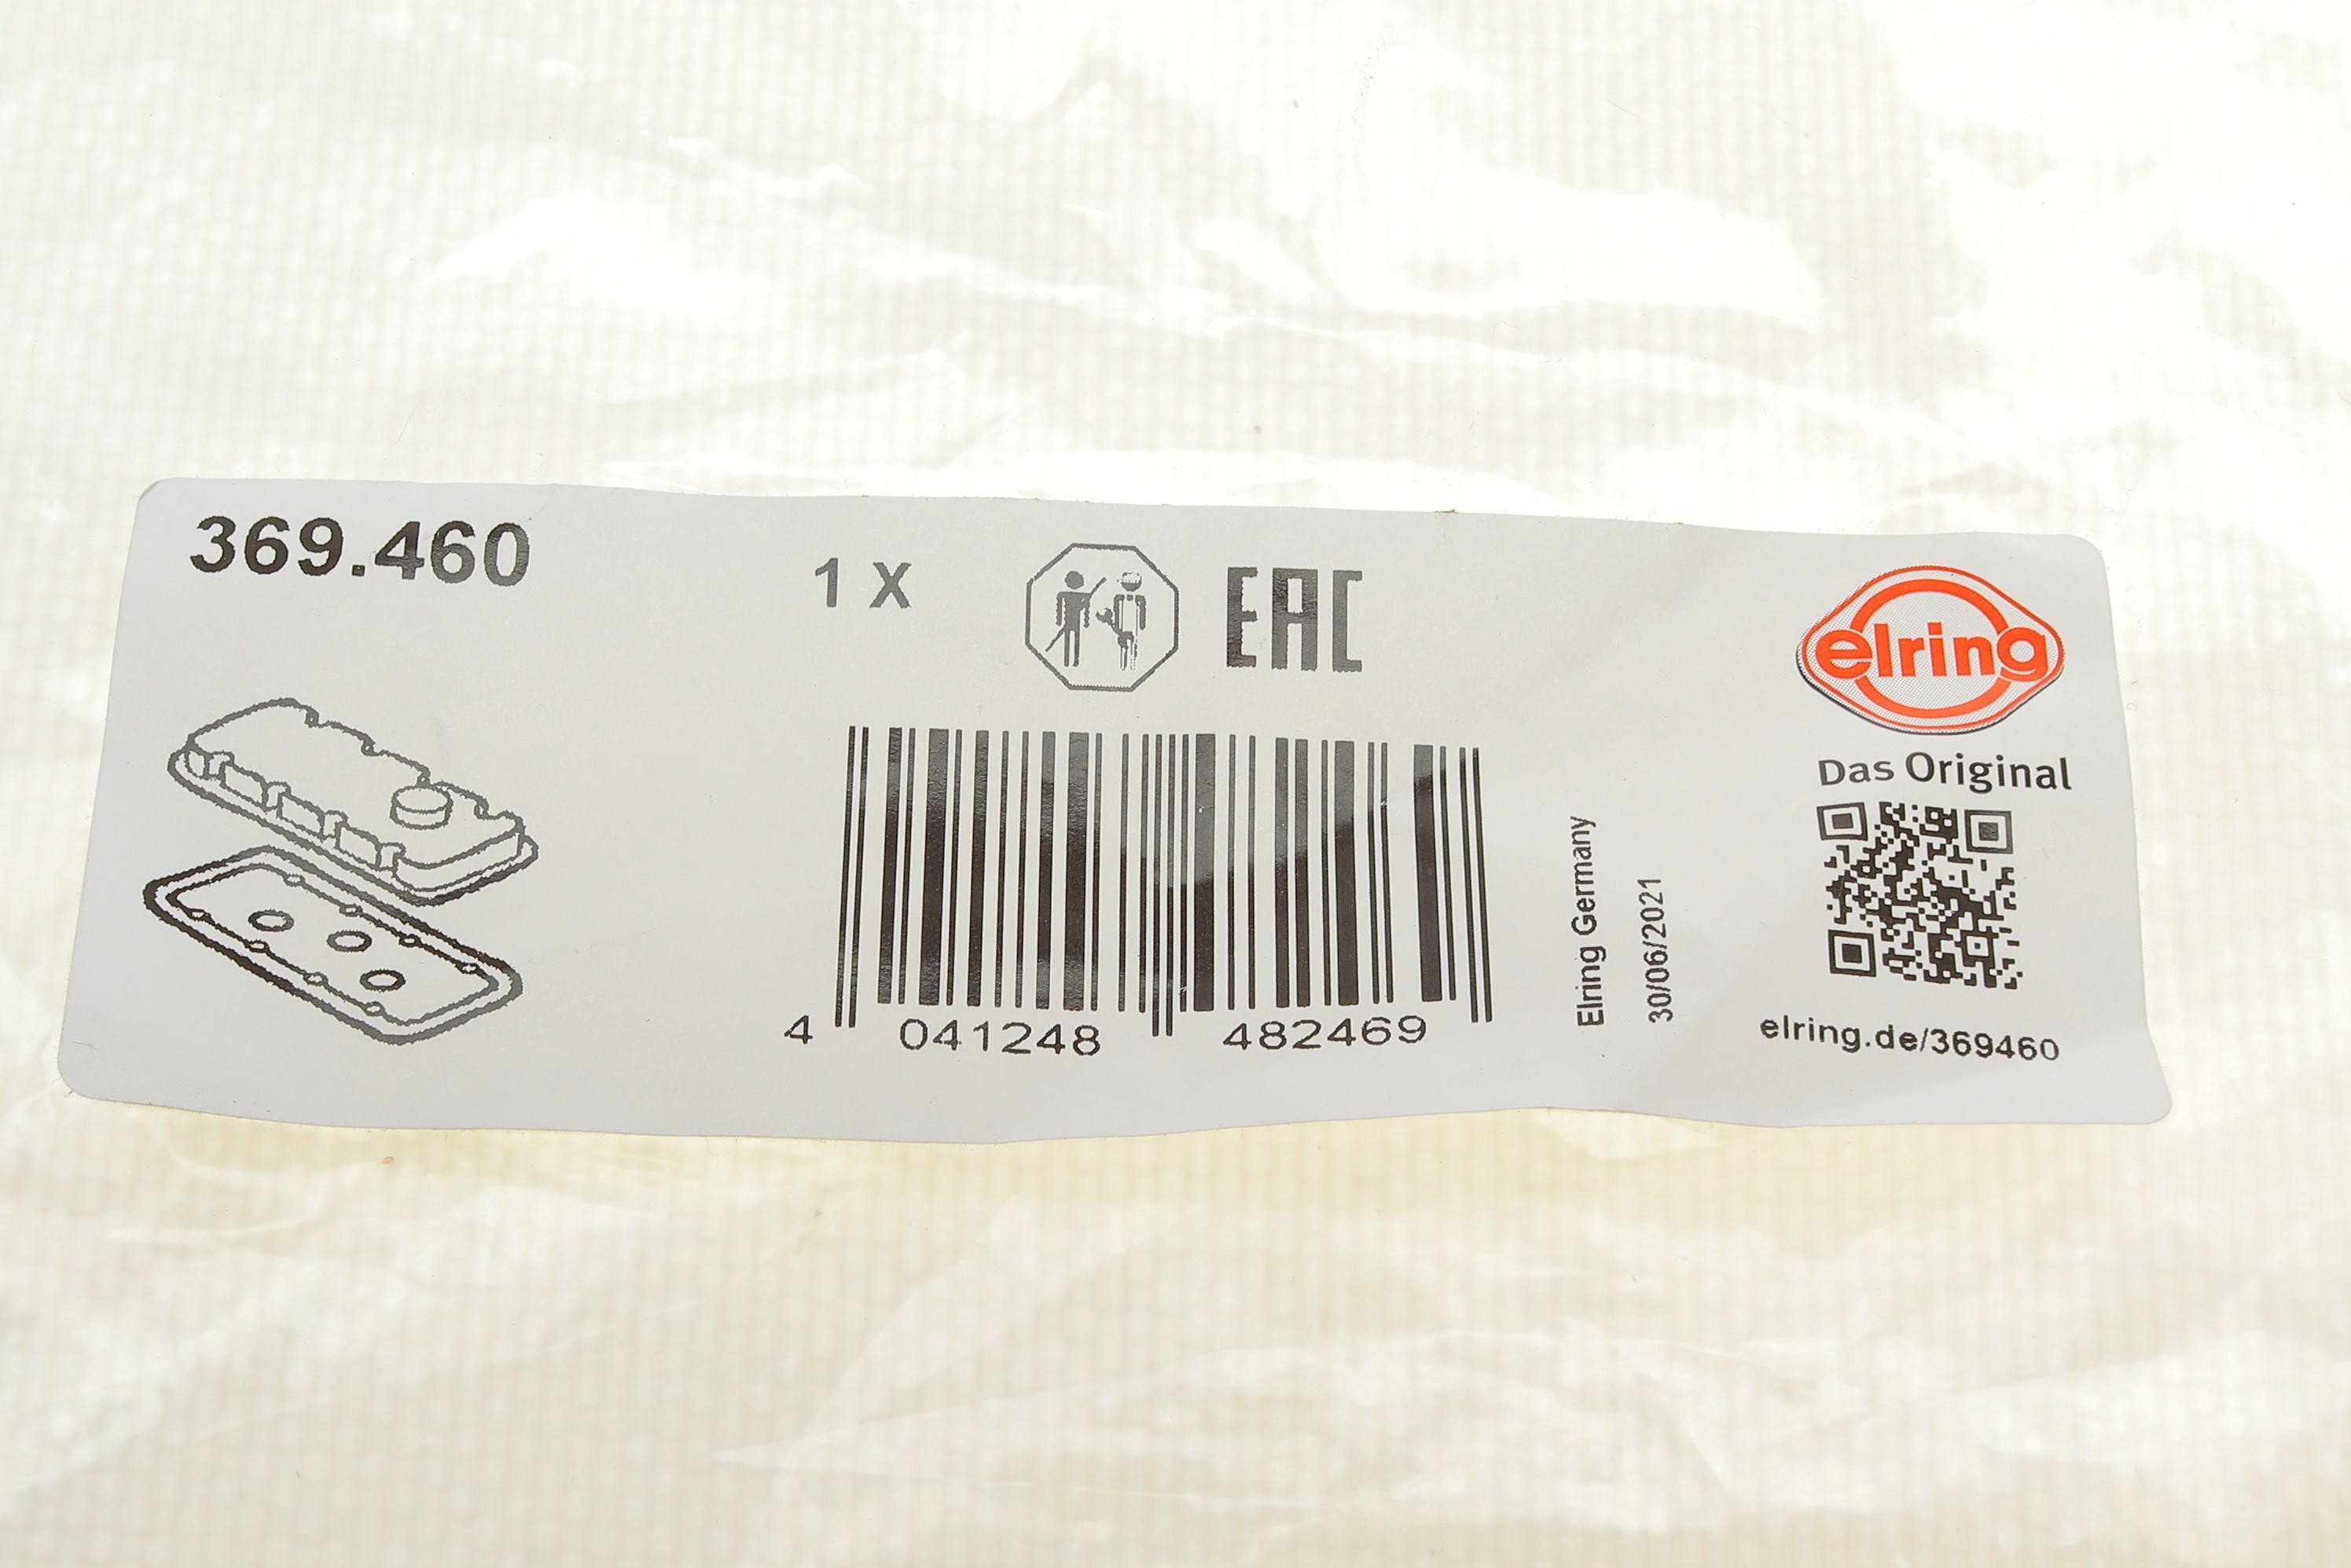 369.460
1 X
EAC
elring
Das Original
4 041248 482469
Elring Germany
30/06/2021
elring.de/369460